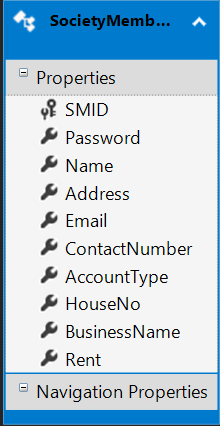 SocietyMemb...
Properties
SMID
Password
Name
Address
Email
ContactNumber
AccountType
HouseNo
BusinessName
Rent
Navigation Properties